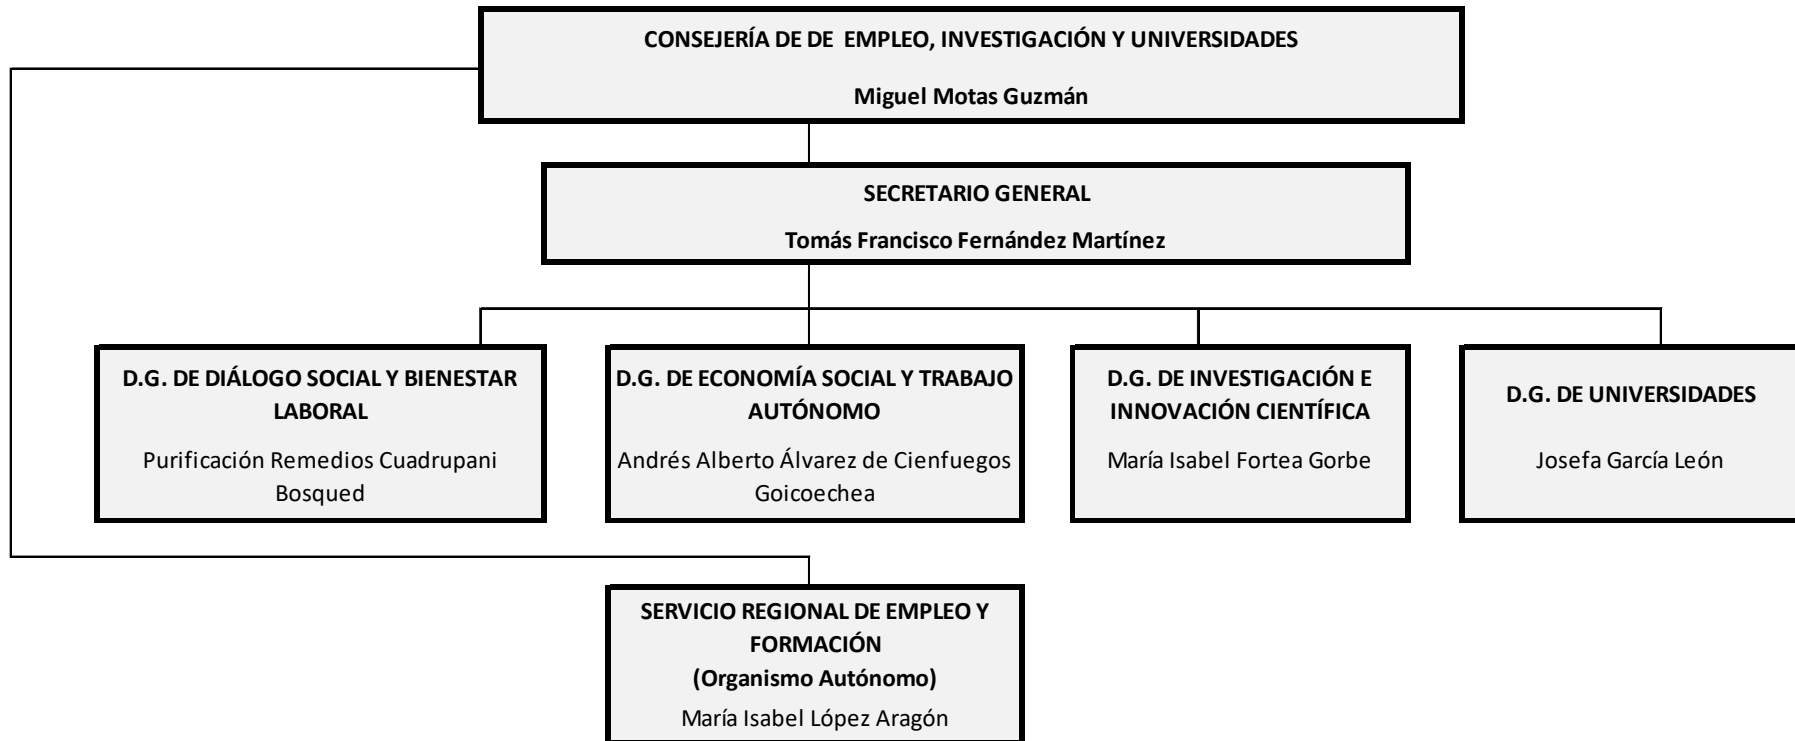 CONSEJERÍA DE DE EMPLEO, INVESTIGACIÓN Y UNIVERSIDADES
Miguel Motas Guzmán
SECRETARIO GENERAL
Tomás Francisco Fernández Martínez
D.G. DE DIÁLOGO SOCIAL Y BIENESTAR
LABORAL
Purificación Remedios Cuadrupani
Bosqued
D.G. DE ECONOMÍA SOCIAL Y TRABAJO
AUTÓNOMO
Andrés Alberto Álvarez de Cienfuegos
Goicoechea
D.G. DE INVESTIGACIÓN E
INNOVACIÓN CIENTÍFICA
María Isabel Fortea Gorbe
D.G. DE UNIVERSIDADES
Josefa García León
SERVICIO REGIONAL DE EMPLEO Y
FORMACIÓN
(Organismo Autónomo)
María Isabel López Aragón